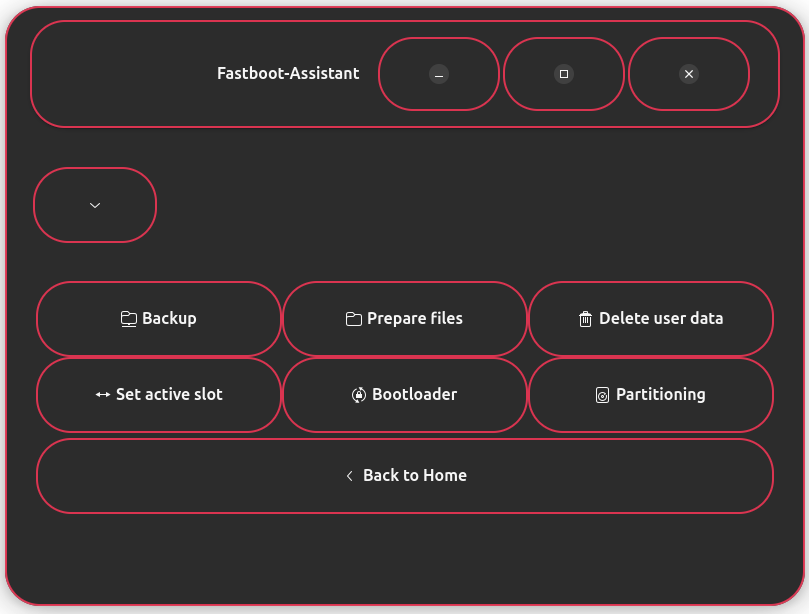 Fastboot-Assistant
Backup
Prepare files
Delete user data
Set active slot
Bootloader
Partitioning
Back to Home